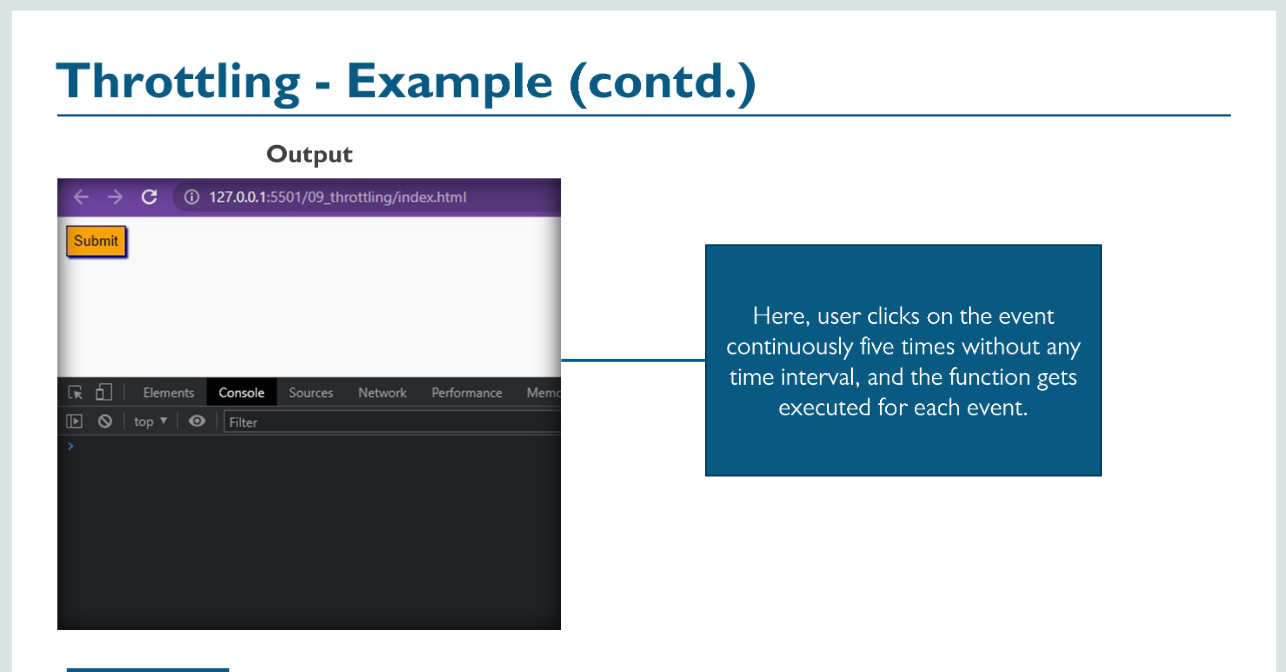 Throttling - Example (contd.)
Output
127.0.0.1:5501/09_throttling/index.html
Submit
Here, user clicks on the event
continuously five times without any
time interval, and the function gets
executed for each event.
Elements Console Sources Network Performance Memo
top Filter